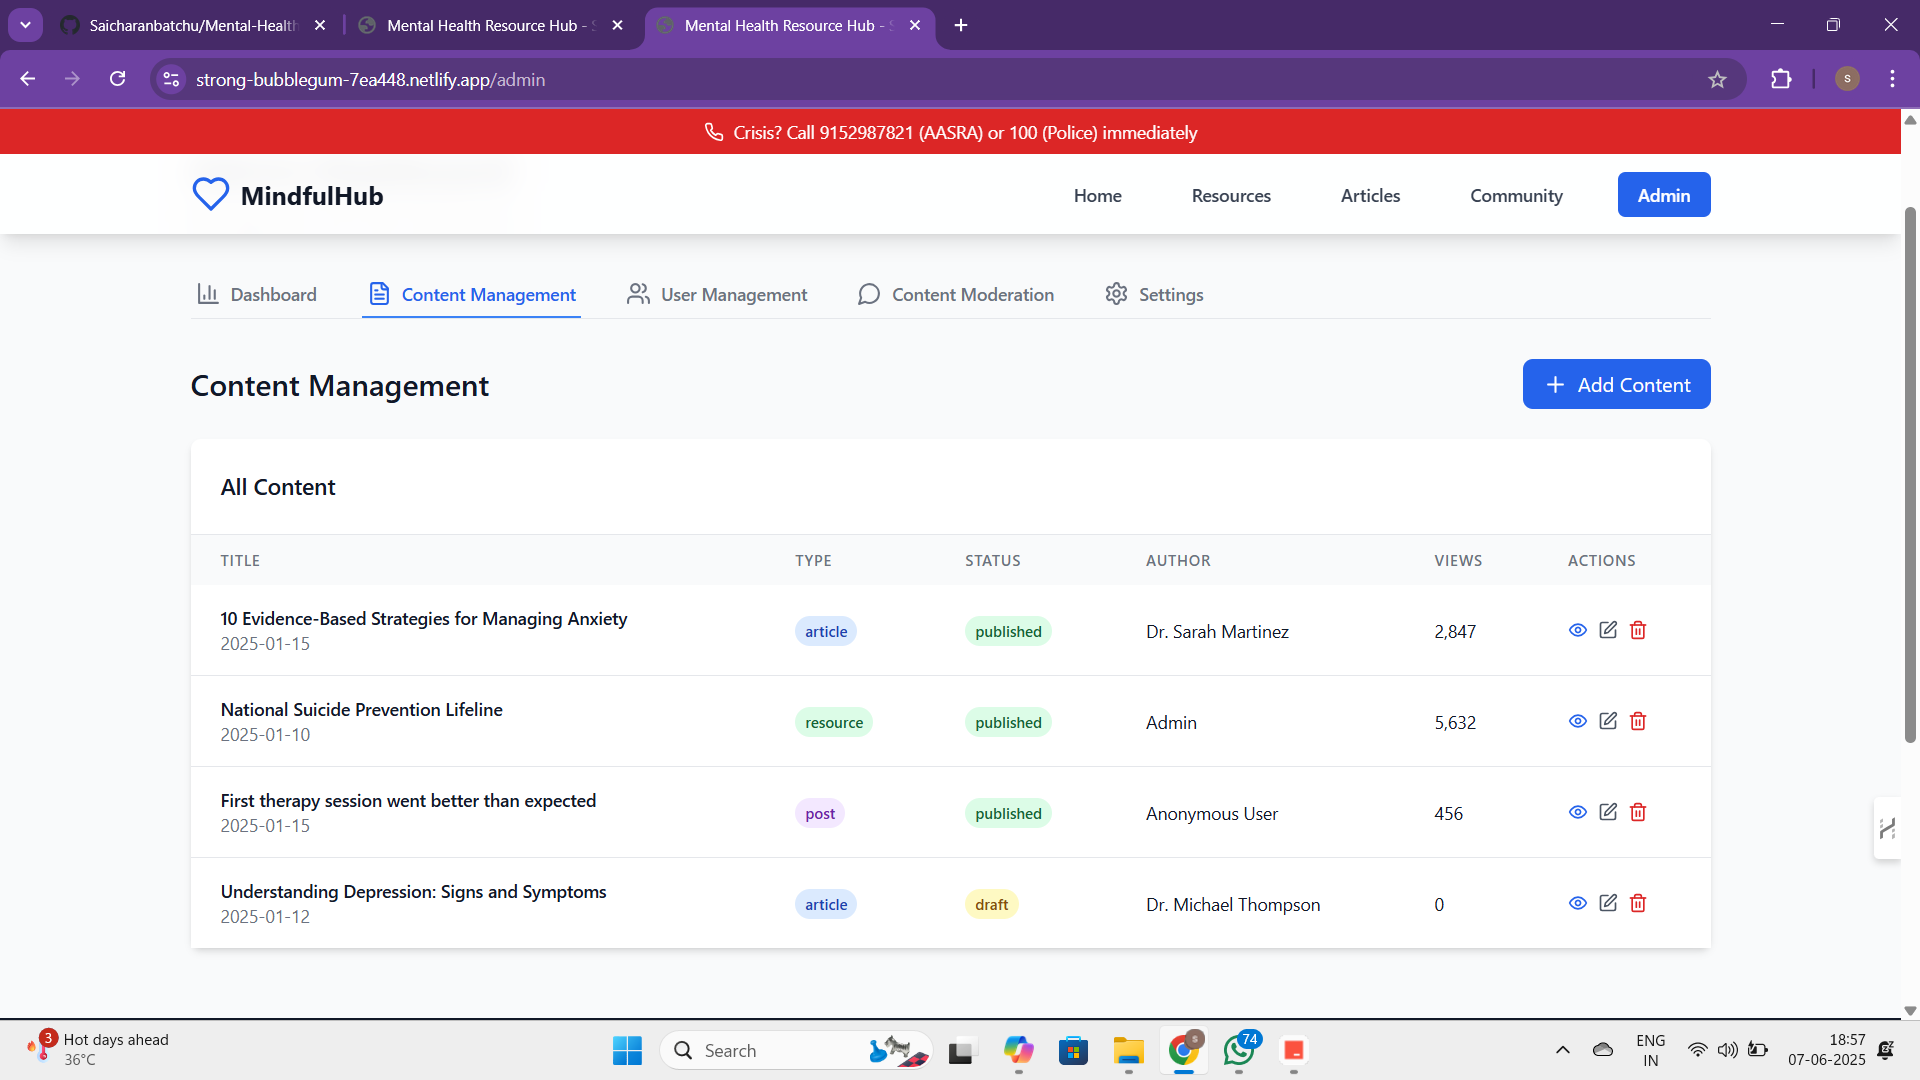 Saicharanbatchu/Mental-Health
Mental Health Resource Hub -
Mental Health Resource Hub -
strong-bubblegum-7ea448.netlify.app/admin
S
Crisis? Call 9152987821 (AASRA) or 100 (Police) immediately
MindfulHub
Home
Resources
Articles
Community
Admin
Dashboard
Content Management
User Management
Content Moderation
Settings
Content Management
+ Add Content
All Content
TITLE TYPE STATUS AUTHOR VIEWS ACTIONS
10 Evidence-Based Strategies for Managing Anxiety
2025-01-15
article published Dr. Sarah Martinez 2,847
National Suicide Prevention Lifeline
2025-01-10
resource published Admin 5,632
First therapy session went better than expected
2025-01-15
post published Anonymous User 456
Understanding Depression: Signs and Symptoms
2025-01-12
article draft Dr. Michael Thompson 0
3
Hot days ahead
36°C
Search
S
74
ENG
IN
18:57
07-06-2025